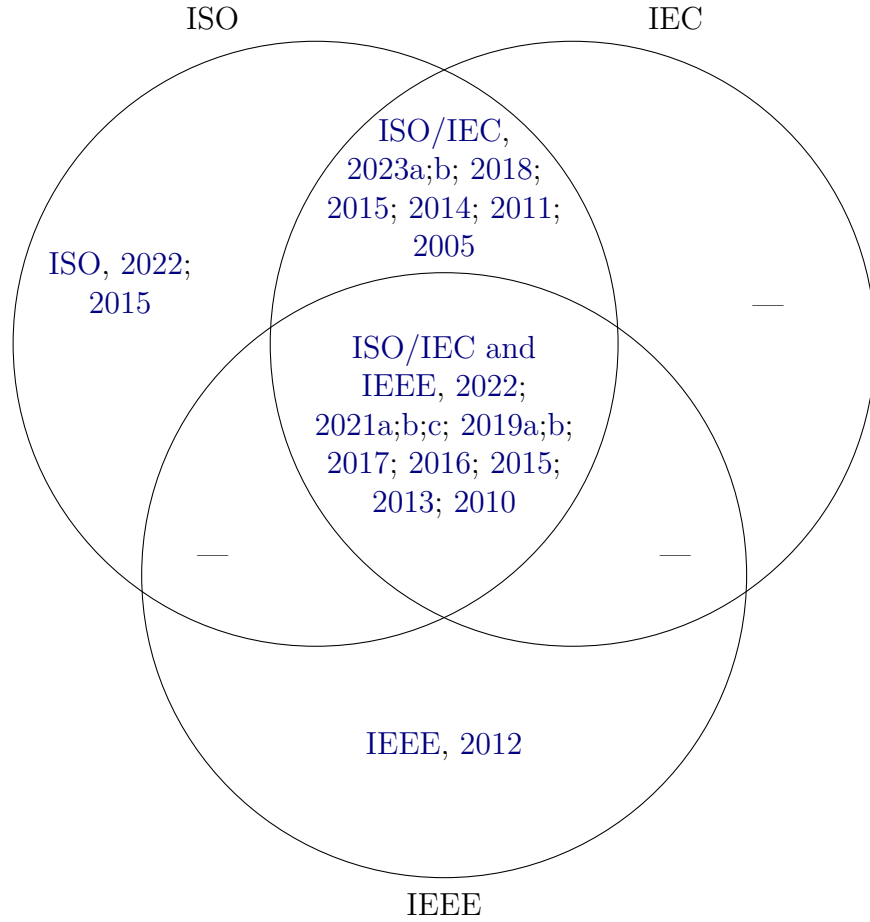 ISO
IEC
ISO/IEC,
2023a;b; 2018;
2015; 2014; 2011;
2005
ISO, 2022;
2015
—
ISO/IEC and
IEEE, 2022;
2021a;b;c; 2019a;b;
2017; 2016; 2015;
2013; 2010
—
—
IEEE, 2012
IEEE